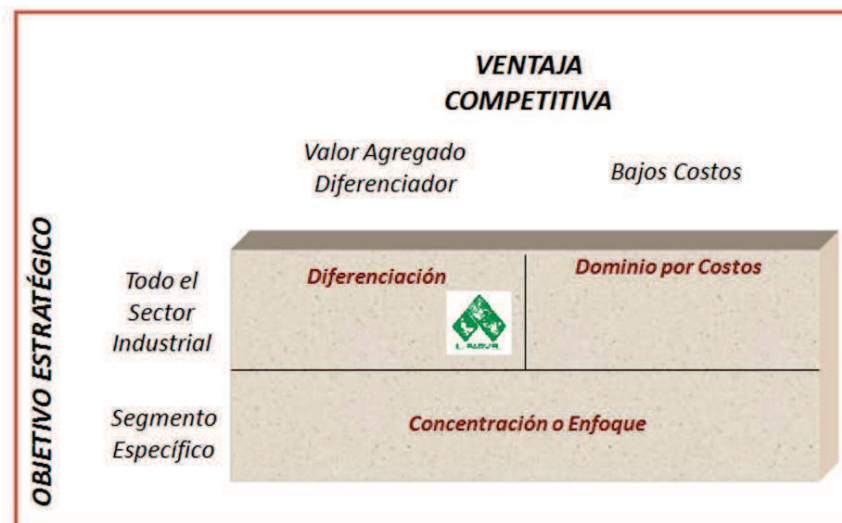 VENTAJA
COMPETITIVA
Valor Agregado
Diferenciador
Bajos Costos
OBJETIVO ESTRATÉGICO
Todo el
Sector
Industrial
Diferenciación
Dominio por Costos
Segmento
Específico
Concentración o Enfoque